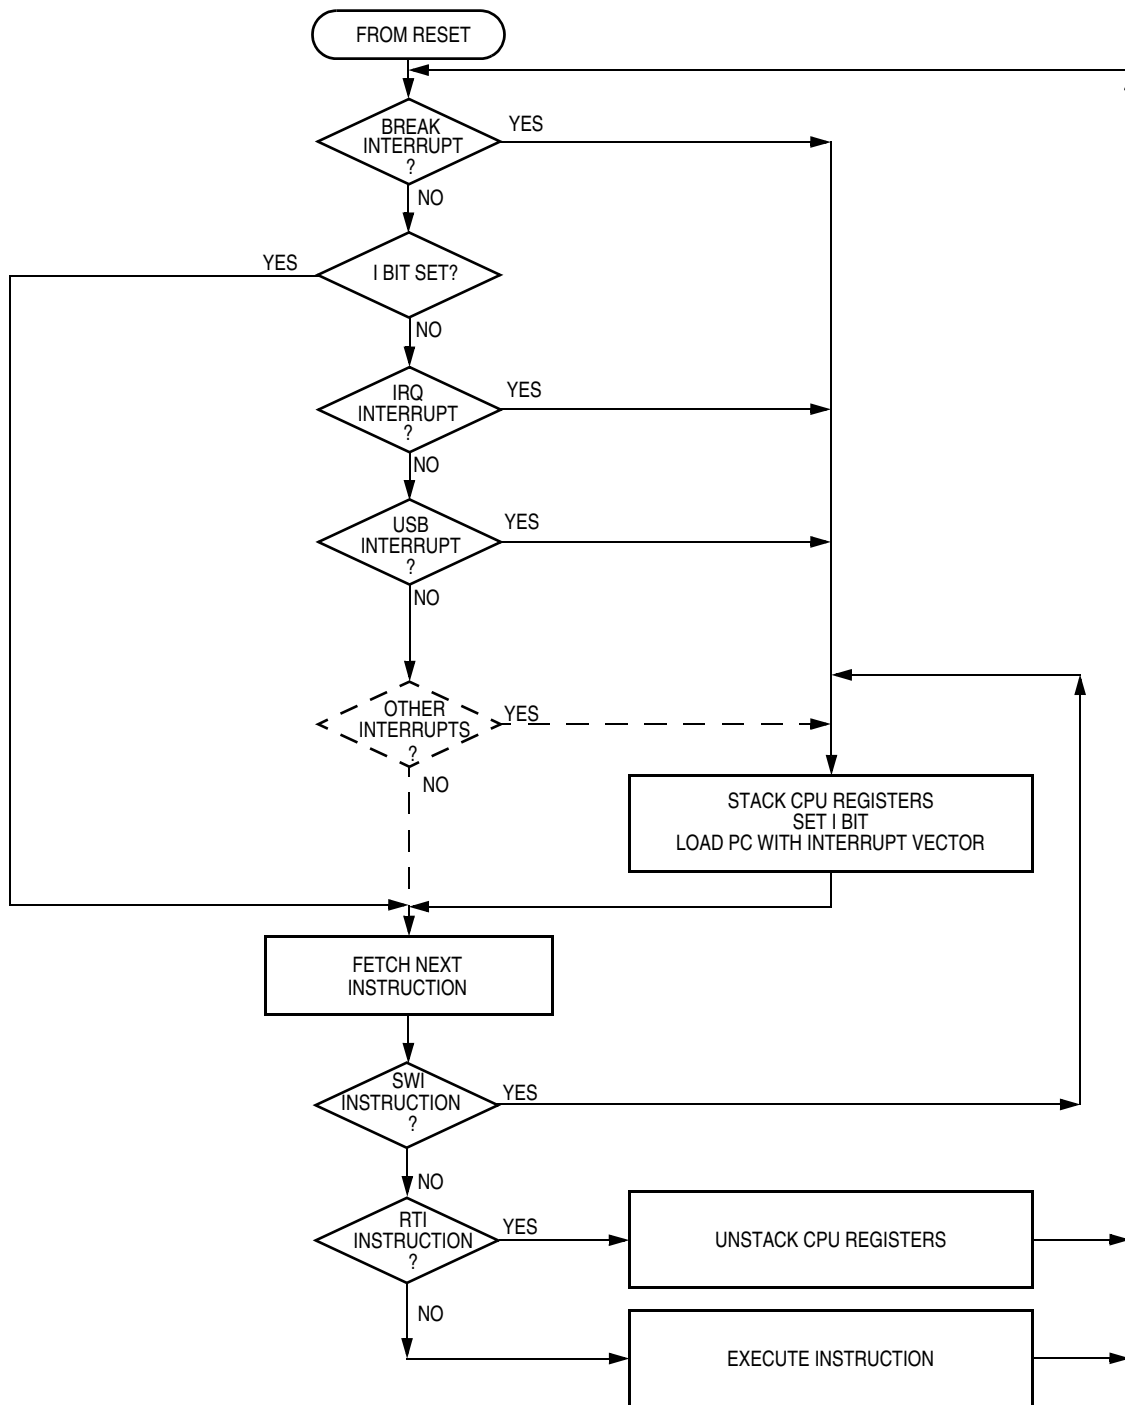 FROM RESET
BREAK
INTERRUPT
?
YES
NO
YES
I BIT SET?
NO
IRQ
INTERRUPT
?
YES
NO
USB
INTERRUPT
?
YES
NO
OTHER
INTERRUPTS
?
YES
NO
STACK CPU REGISTERS
SET I BIT
LOAD PC WITH INTERRUPT VECTOR
FETCH NEXT
INSTRUCTION
SWI
INSTRUCTION
?
YES
NO
RTI
INSTRUCTION
?
YES
UNSTACK CPU REGISTERS
NO
EXECUTE INSTRUCTION